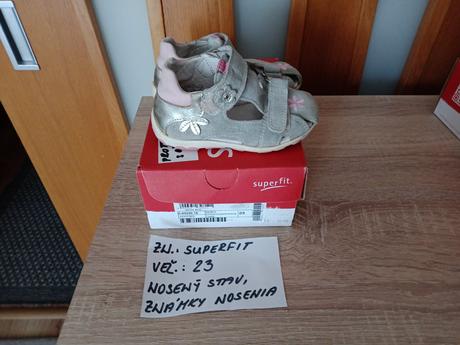 superfit.
ZN.: SUPERFIT
VEĽ.: 23
NOSENÝ STAV,
ZNÁMKY NOSENIA